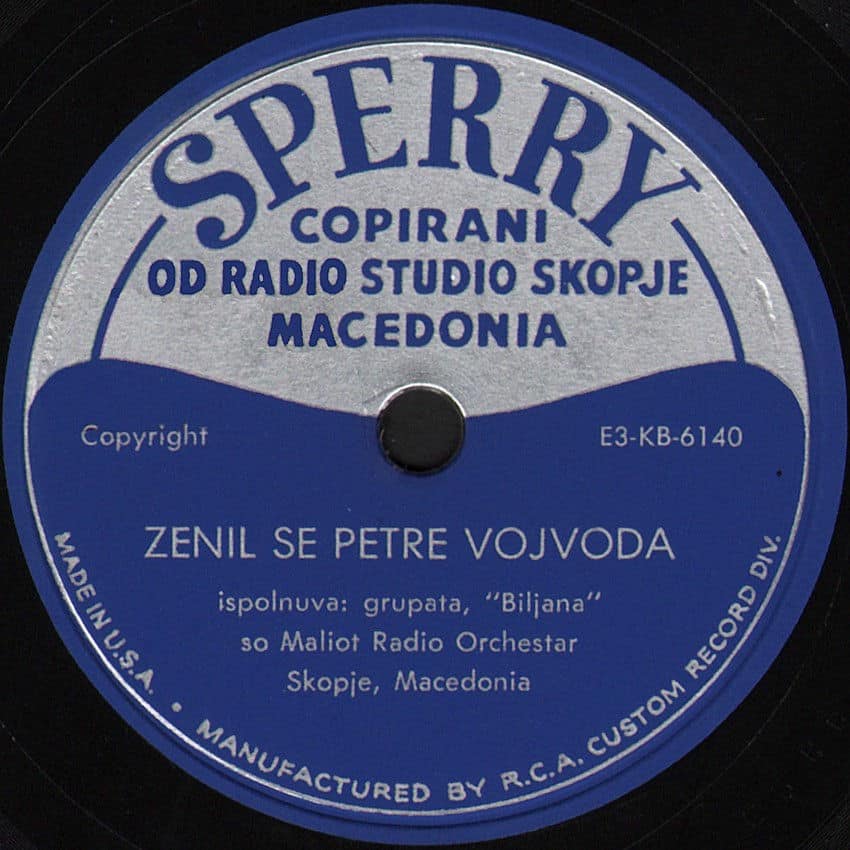 SPERRY
COPIRANI
OD RADIO STUDIO SKOPJE
MACEDONIA
Copyright
E3-KB-6140
ZENIL SE PETRE VOJVODA
ispolnuva: grupata, "Biljana"
so Maliot Radio Orchestar
Skopje, Macedonia
MADE IN U.S.A. • MANUFACTURED BY R.C.A. CUSTOM RECORD DIV.